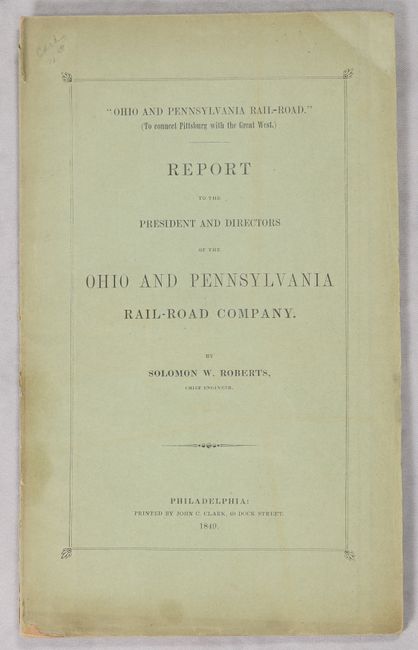 "OHIO AND PENNSYLVANIA RAIL-ROAD."
(To connect Pittsburg with the Great West.)
REPORT
TO THE
PRESIDENT AND DIRECTORS
OF THE
OHIO AND PENNSYLVANIA
RAIL-ROAD COMPANY.
BY
SOLOMON W. ROBERTS,
CHIEF ENGINEER.
PHILADELPHIA:
PRINTED BY JOHN C. CLARK, 60 DOCK STREET.
1849.